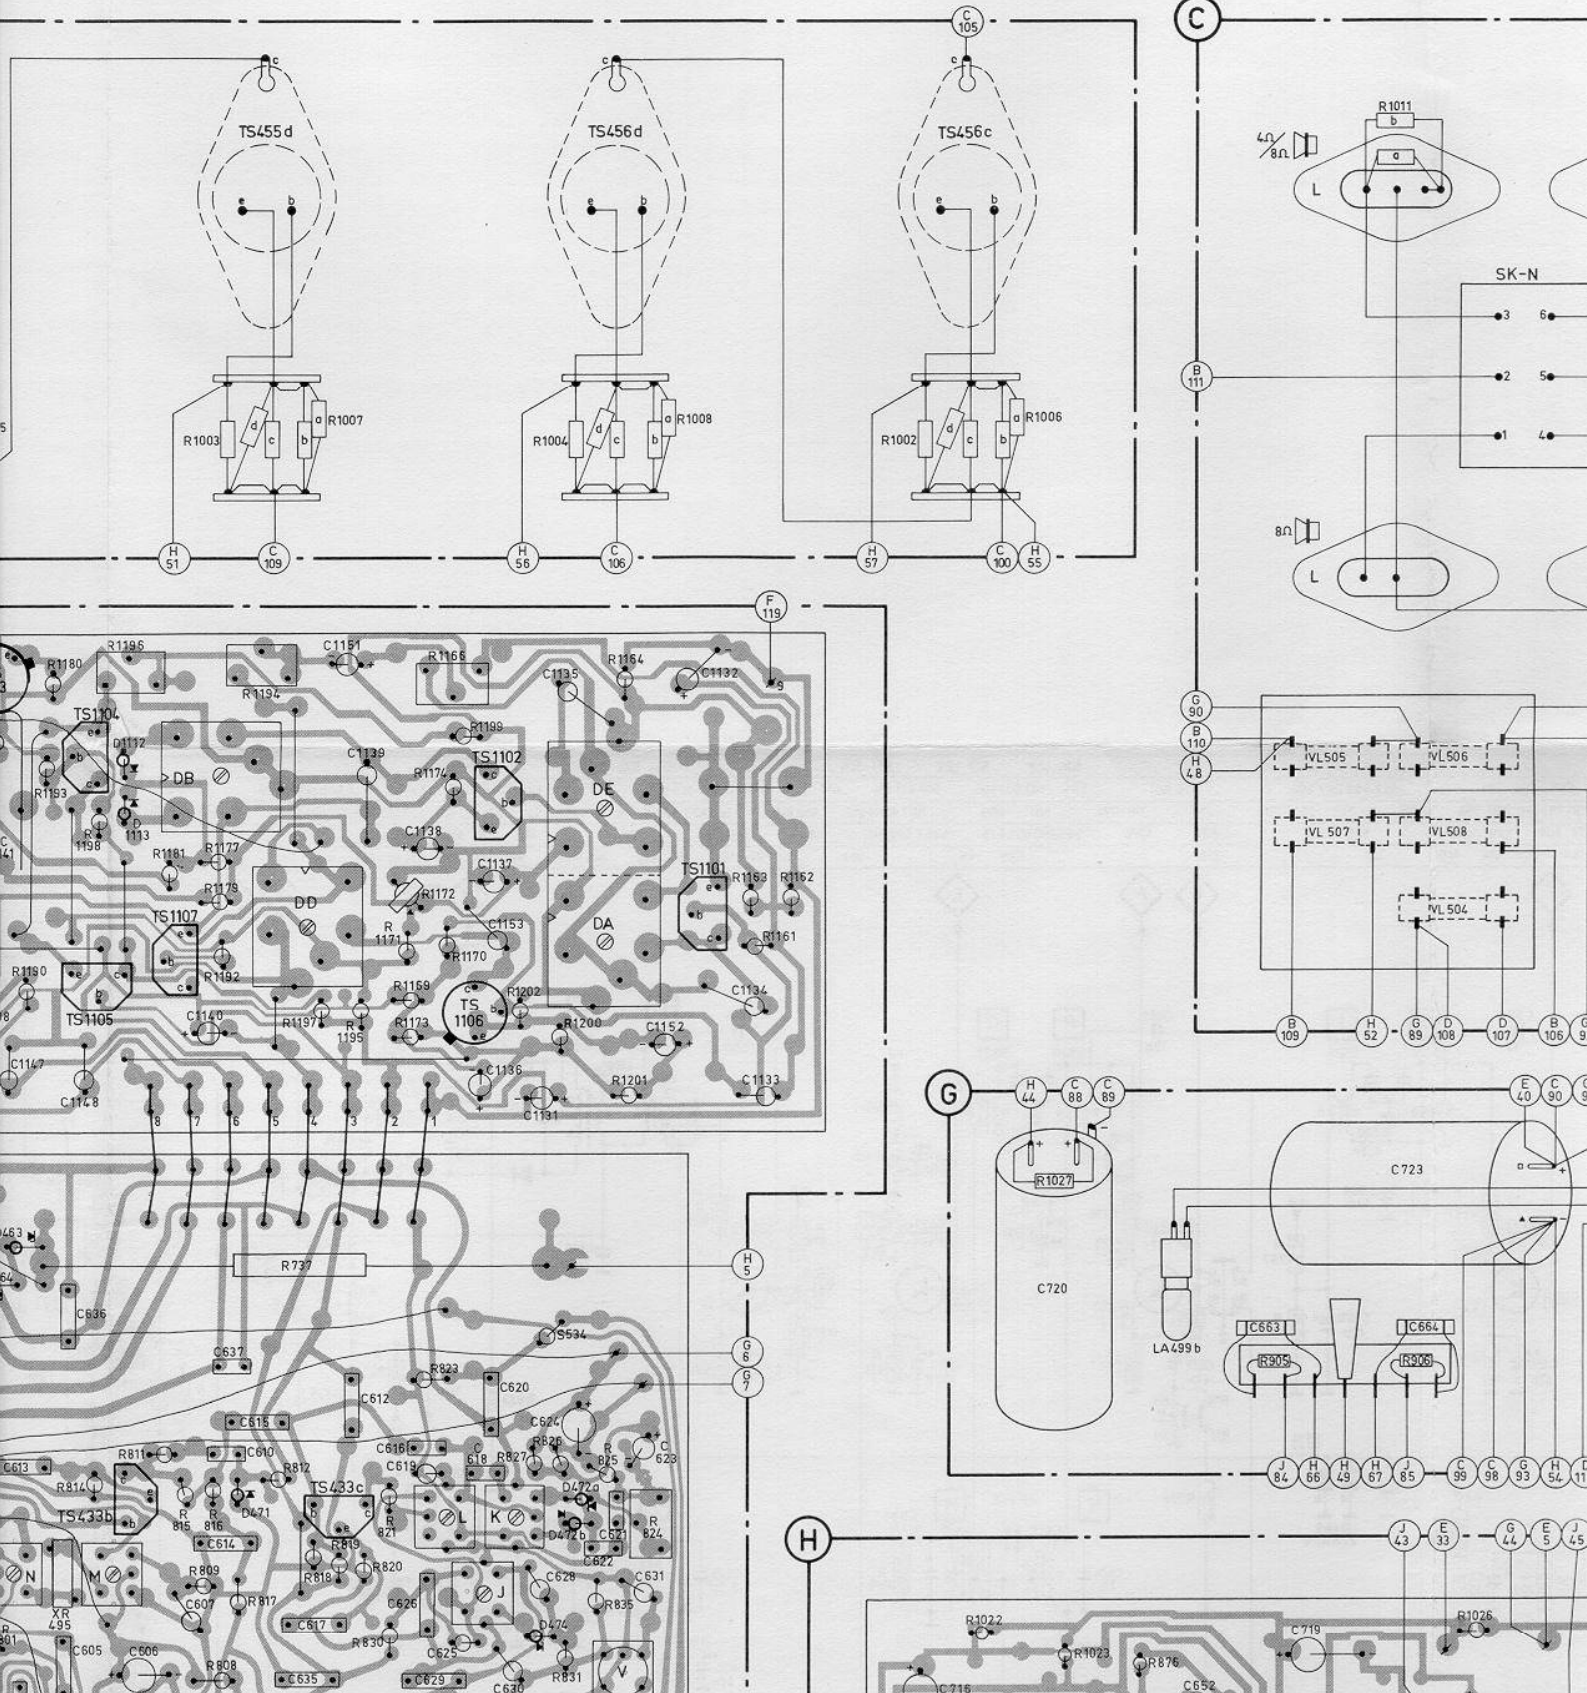 C
105
C
c
c
c
TS455d
TS456d
TS456c
e
b
e
b
e
b
R1003
d
c
b
a
R1007
R1004
d
c
b
a
R1008
R1002
d
c
b
a
R1006
H
51
C
109
H
56
C
106
H
57
C
100
H
55
R1011
b
a
4Ω/8Ω
L
SK-N
3
6
2
5
1
4
B
111
8Ω
L
F
119
R1180
R1196
R1194
C1151
R1166
C1135
R1164
C1132
9
TS1104
e
b
c
D1112
R1193
DB
D
1113
R
1198
C1139
R1199
R1174
TS1102
c
b
e
DE
C1138
R1181
R1177
R1179
R1172
C1137
TS1101
e
b
c
R1163
R1162
DD
DA
TS1107
e
b
c
R
1171
C1153
R1170
R1161
R1190
e
c
b
TS1105
R1192
R1159
TS
1106
c
b
e
R1202
C1134
C1140
R1197
R
1195
R1173
R1200
C1152
C1147
C1148
C1136
C1131
R1201
C1133
8
7
6
5
4
3
2
1
G
90
B
110
H
48
VL505
VL506
VL 507
VL508
VL504
B
109
H
52
G
89
D
108
D
107
B
106
G
H
44
C
88
C
89
E
40
C
90
+
+
-
R1027
C720
C723
+
-
LA499b
C663
C664
R905
R906
J
84
H
66
H
49
H
67
J
85
C
99
C
98
G
93
H
54
R737
H
5
C636
S534
G
6
G
7
C637
R823
C612
C620
C615
C624
R811
C610
C616
C
618
R827
R826
R
825
C
623
C613
R814
R812
C619
TS433b
c
e
b
R
815
R
816
D471
TS433c
b
c
e
R
821
L
K
D472a
D472b
C621
R
824
C622
C614
R819
R818
R820
N
M
R809
C607
R817
C626
J
C628
C631
R835
XR
495
C617
R830
C625
D474
R831
V
C605
C606
R808
C635
C629
C630
H
J
43
E
33
G
44
E
5
J
45
R1022
R1023
R876
C719
R1026
C716
C652